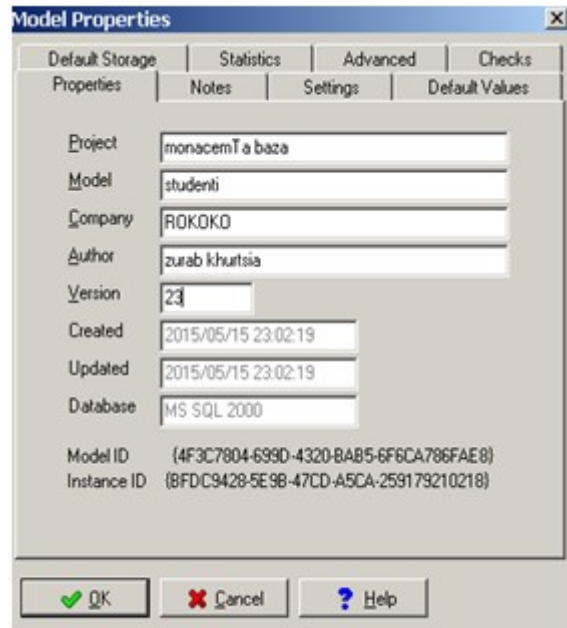 Model Properties
Default Storage Statistics Advanced Checks
Properties Notes Settings Default Values
Project monacemTa baza
Model studenti
Company ROKOKO
Author zurab khurtsia
Version 23
Created 2015/05/15 23:02:19
Updated 2015/05/15 23:02:19
Database MS SQL 2000
Model ID {4F3C7804-699D-4320-BAB5-6F6CA786FAE8}
Instance ID {BFDC9428-5E9B-47CD-A5CA-259179210218}
OK Cancel ? Help